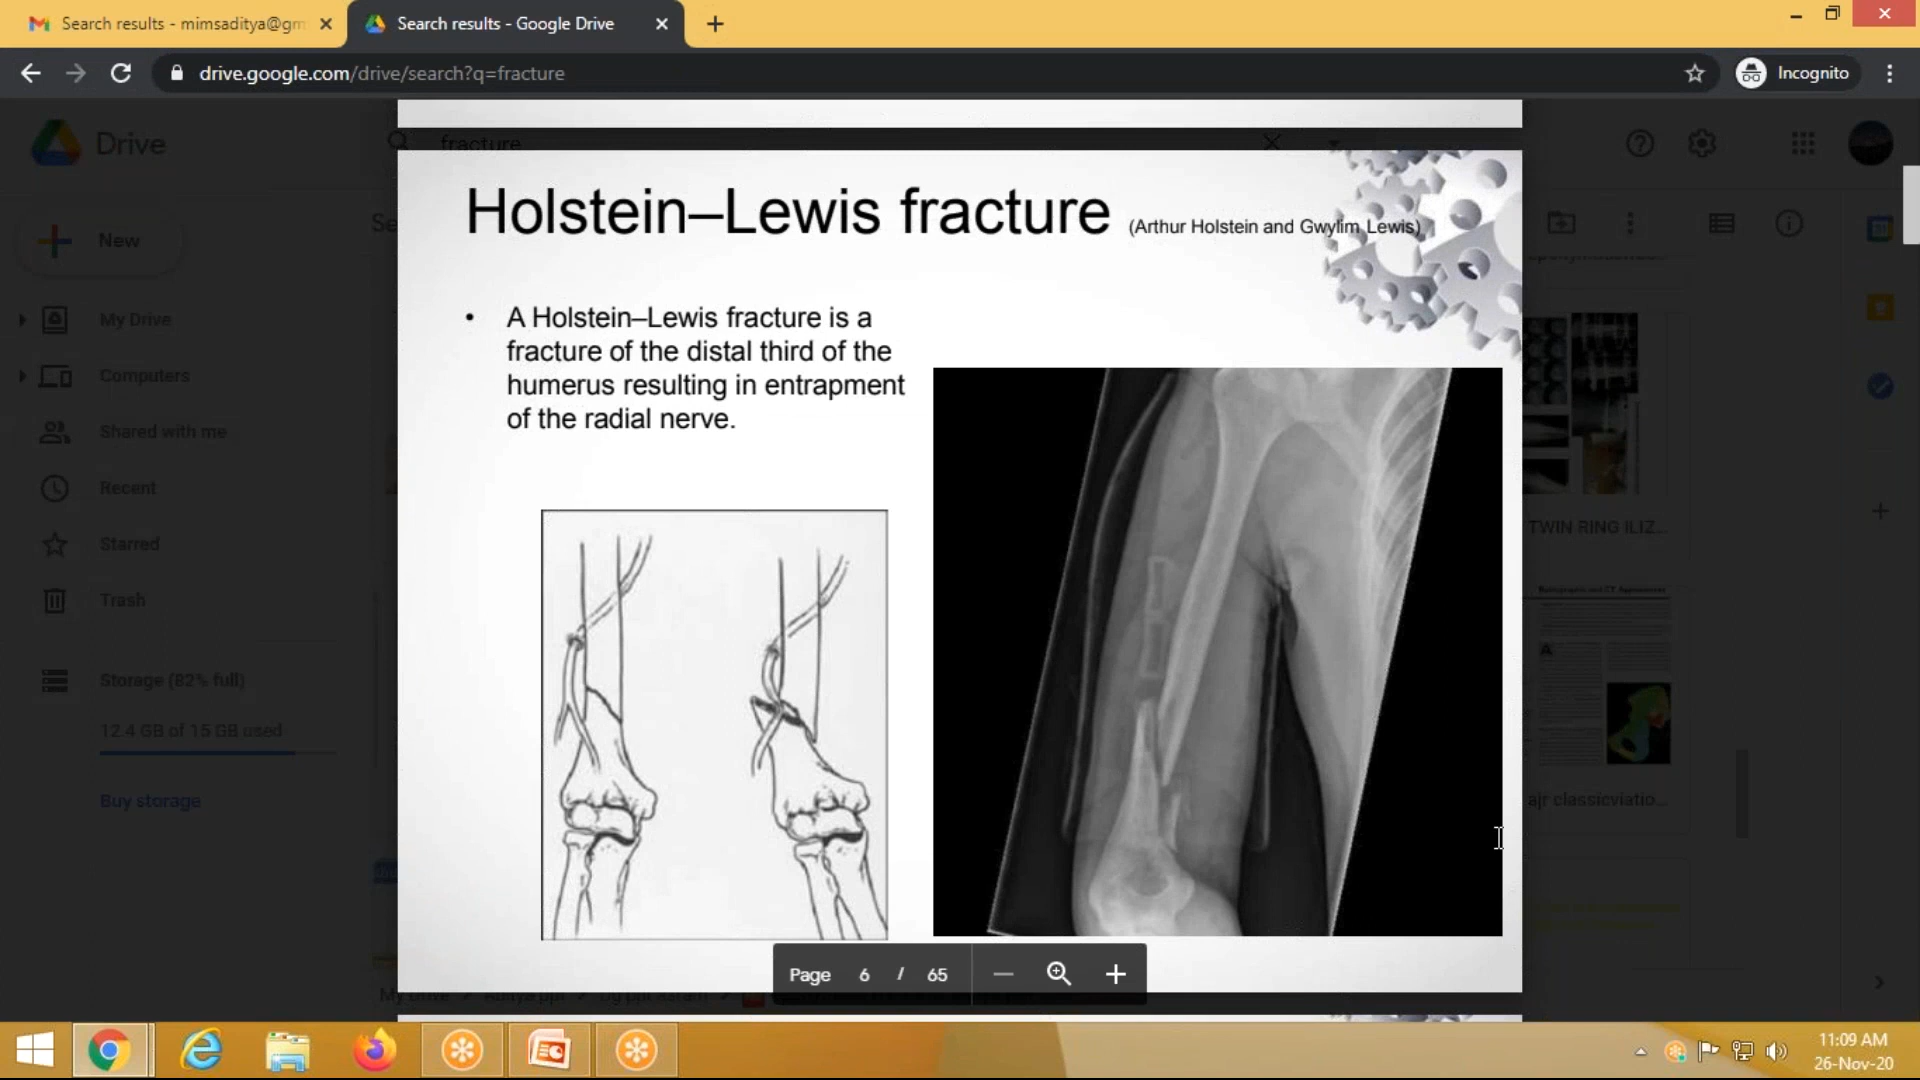 Search results - mimsaditya@gm
Search results - Google Drive
drive.google.com/drive/search?q=fracture
Incognito
Drive
fracture
New
My Drive
Computers
Shared with me
Recent
Starred
Trash
Storage (82% full)
12.4 GB of 15 GB used
Buy storage
Holstein–Lewis fracture (Arthur Holstein and Gwylim Lewis)
• A Holstein–Lewis fracture is a
fracture of the distal third of the
humerus resulting in entrapment
of the radial nerve.
TWIN RING ILIZ...
ajr classicviatio...
Page 6 / 65
My Drive
11:09 AM
26-Nov-20